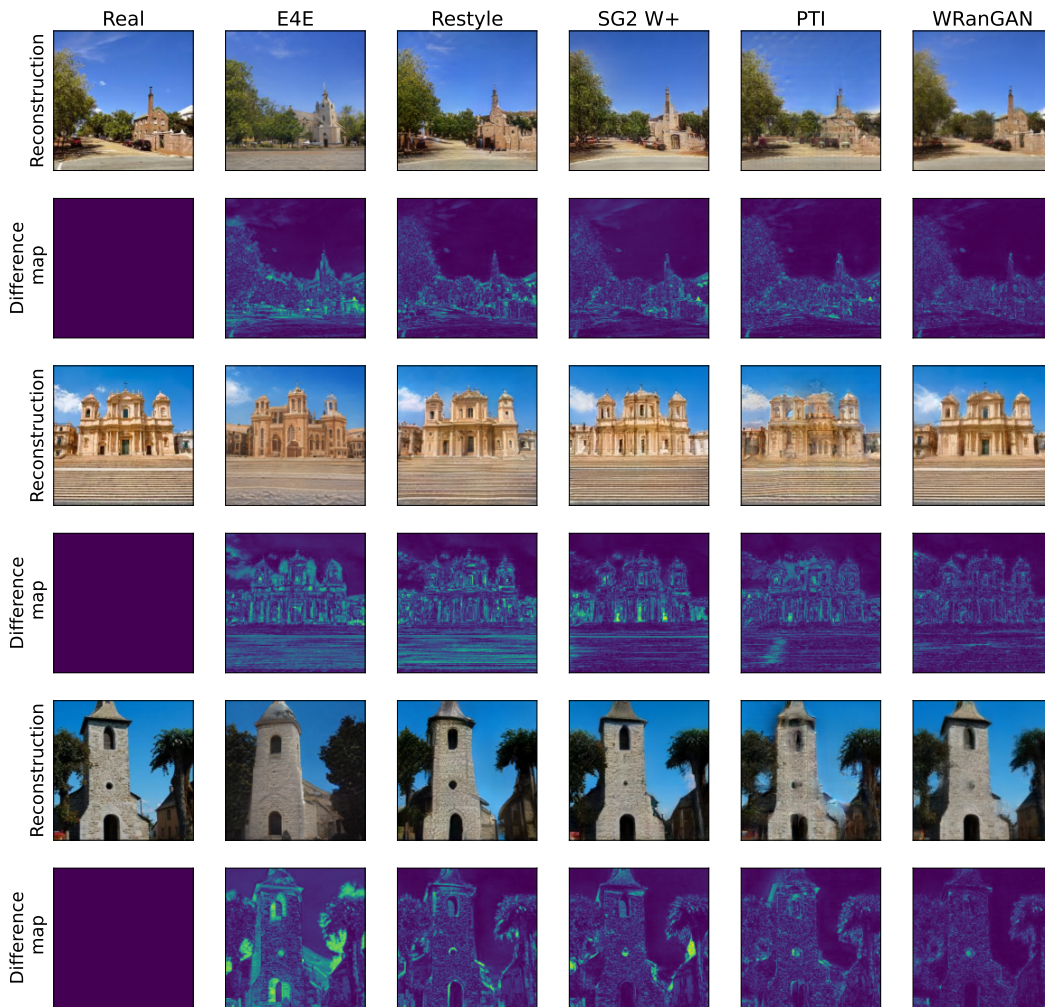 Real E4E Restyle SG2 W+ PTI WRanGAN
Reconstruction
Difference
map
Reconstruction
Difference
map
Reconstruction
Difference
map